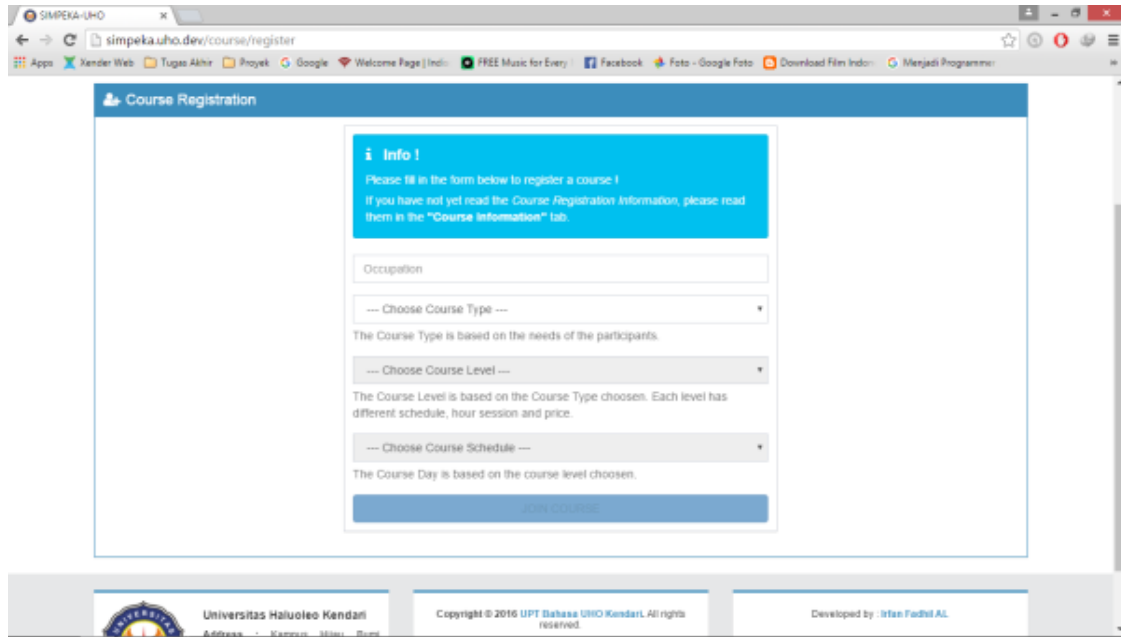 SIMPEKA-UHO
simpeka.uho.dev/course/register
Apps Xender Web Tugas Akhir Proyek Google Welcome Page | Indi FREE Music for Every Facebook Foto - Google Foto Download Film Indon Menjadi Programmer
Course Registration
i Info !
Please fill in the form below to register a course !
If you have not yet read the Course Registration Information, please read
them in the "Course Information" tab.
Occupation
--- Choose Course Type ---
The Course Type is based on the needs of the participants.
--- Choose Course Level ---
The Course Level is based on the Course Type choosen. Each level has
different schedule, hour session and price.
--- Choose Course Schedule ---
The Course Day is based on the course level choosen.
JOIN COURSE
UNIVERSITAS
Universitas Haluoleo Kendari
Address : Kampus Hijau Bumi
Copyright © 2016 UPT Bahasa UHO Kendari. All rights
reserved.
Developed by : Irfan Fadhil AL.